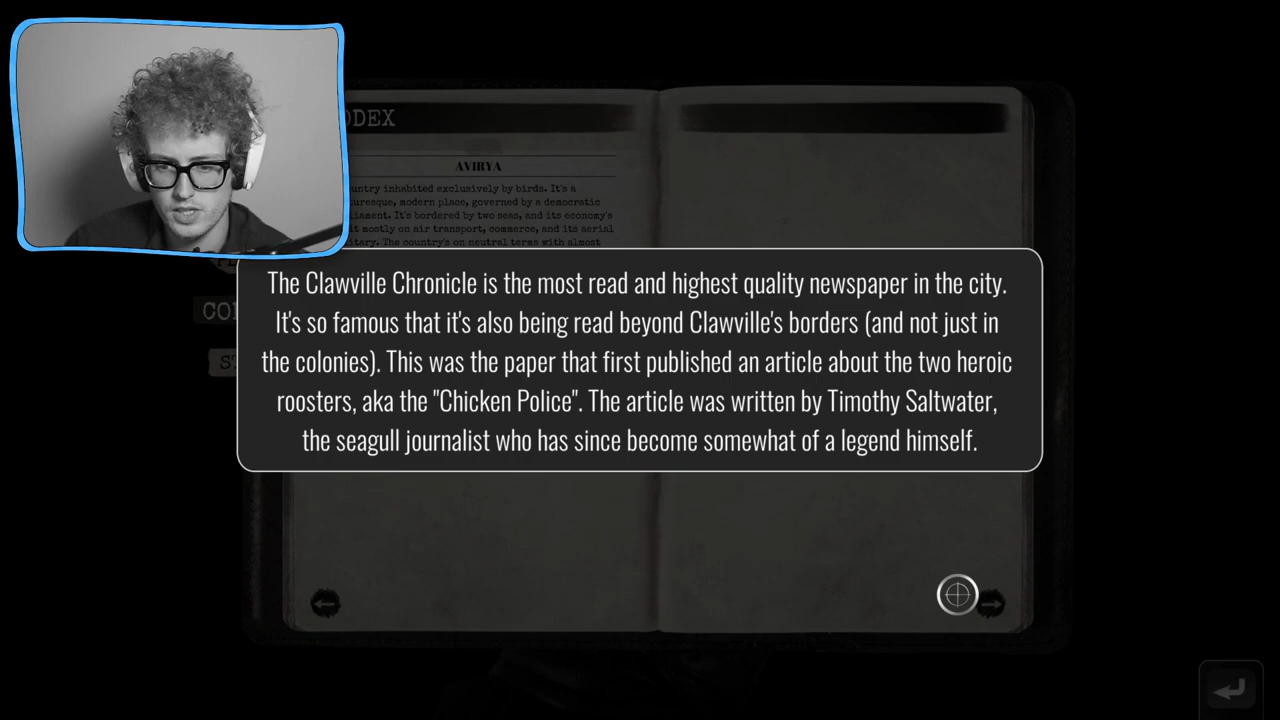 ODEX
AVIRYA
untry inhabited exclusively by birds. It's a
uresque, modern place, governed by a democratic
liament. It's bordered by two seas, and its economy's
it mostly on air transport, commerce, and its aerial
itary. The country's on neutral terms with almost
The Clawville Chronicle is the most read and highest quality newspaper in the city.
It's so famous that it's also being read beyond Clawville's borders (and not just in
the colonies). This was the paper that first published an article about the two heroic
roosters, aka the "Chicken Police". The article was written by Timothy Saltwater,
the seagull journalist who has since become somewhat of a legend himself.